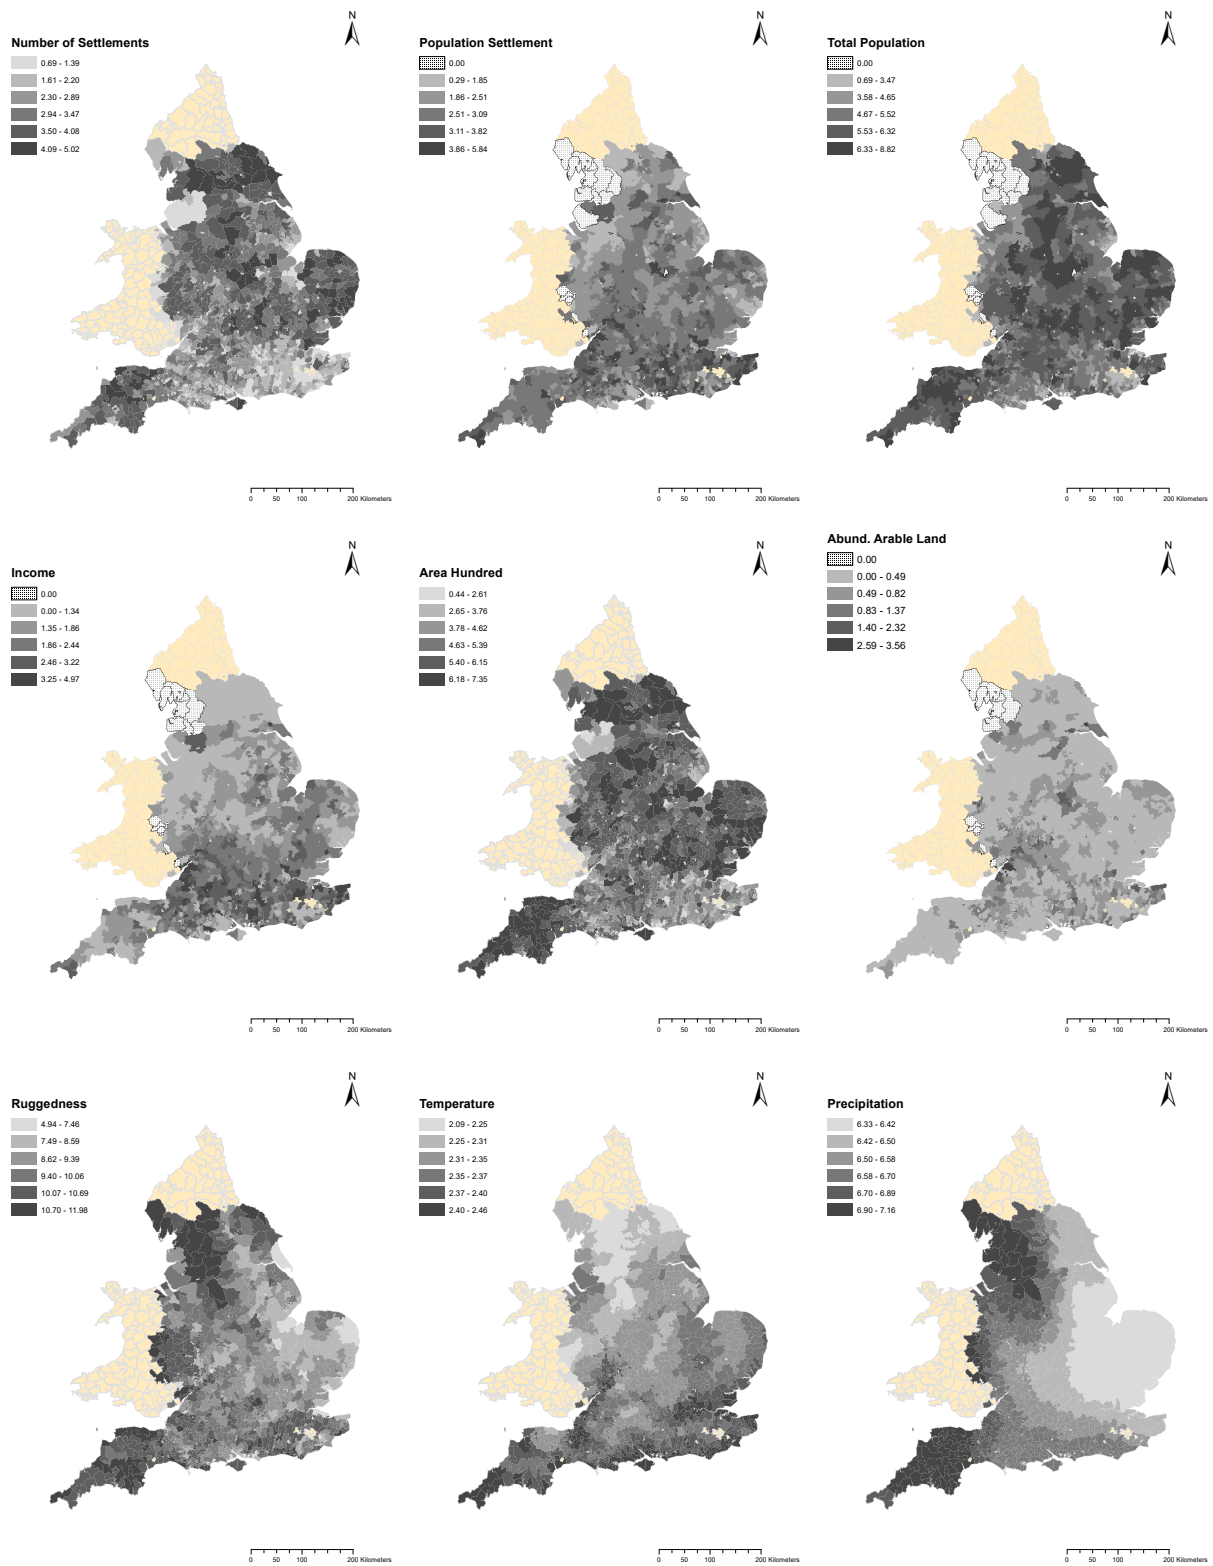 N
Number of Settlements
0.69 - 1.39
1.61 - 2.20
2.30 - 2.89
2.94 - 3.47
3.50 - 4.08
4.09 - 5.02
0 50 100 200 Kilometers
N
Population Settlement
0.00
0.29 - 1.85
1.86 - 2.51
2.51 - 3.09
3.11 - 3.82
3.86 - 5.84
0 50 100 200 Kilometers
N
Total Population
0.00
0.69 - 3.47
3.58 - 4.65
4.67 - 5.52
5.53 - 6.32
6.33 - 8.82
0 50 100 200 Kilometers
N
Income
0.00
0.00 - 1.34
1.35 - 1.86
1.86 - 2.44
2.46 - 3.22
3.25 - 4.97
0 50 100 200 Kilometers
N
Area Hundred
0.44 - 2.61
2.65 - 3.76
3.78 - 4.62
4.63 - 5.39
5.40 - 6.15
6.18 - 7.35
0 50 100 200 Kilometers
N
Abund. Arable Land
0.00
0.00 - 0.49
0.49 - 0.82
0.83 - 1.37
1.40 - 2.32
2.59 - 3.56
0 50 100 200 Kilometers
N
Ruggedness
4.94 - 7.46
7.49 - 8.59
8.62 - 9.39
9.40 - 10.06
10.07 - 10.69
10.70 - 11.98
0 50 100 200 Kilometers
N
Temperature
2.09 - 2.25
2.25 - 2.31
2.31 - 2.35
2.35 - 2.37
2.37 - 2.40
2.40 - 2.46
0 50 100 200 Kilometers
N
Precipitation
6.33 - 6.42
6.42 - 6.50
6.50 - 6.58
6.58 - 6.70
6.70 - 6.89
6.90 - 7.16
0 50 100 200 Kilometers